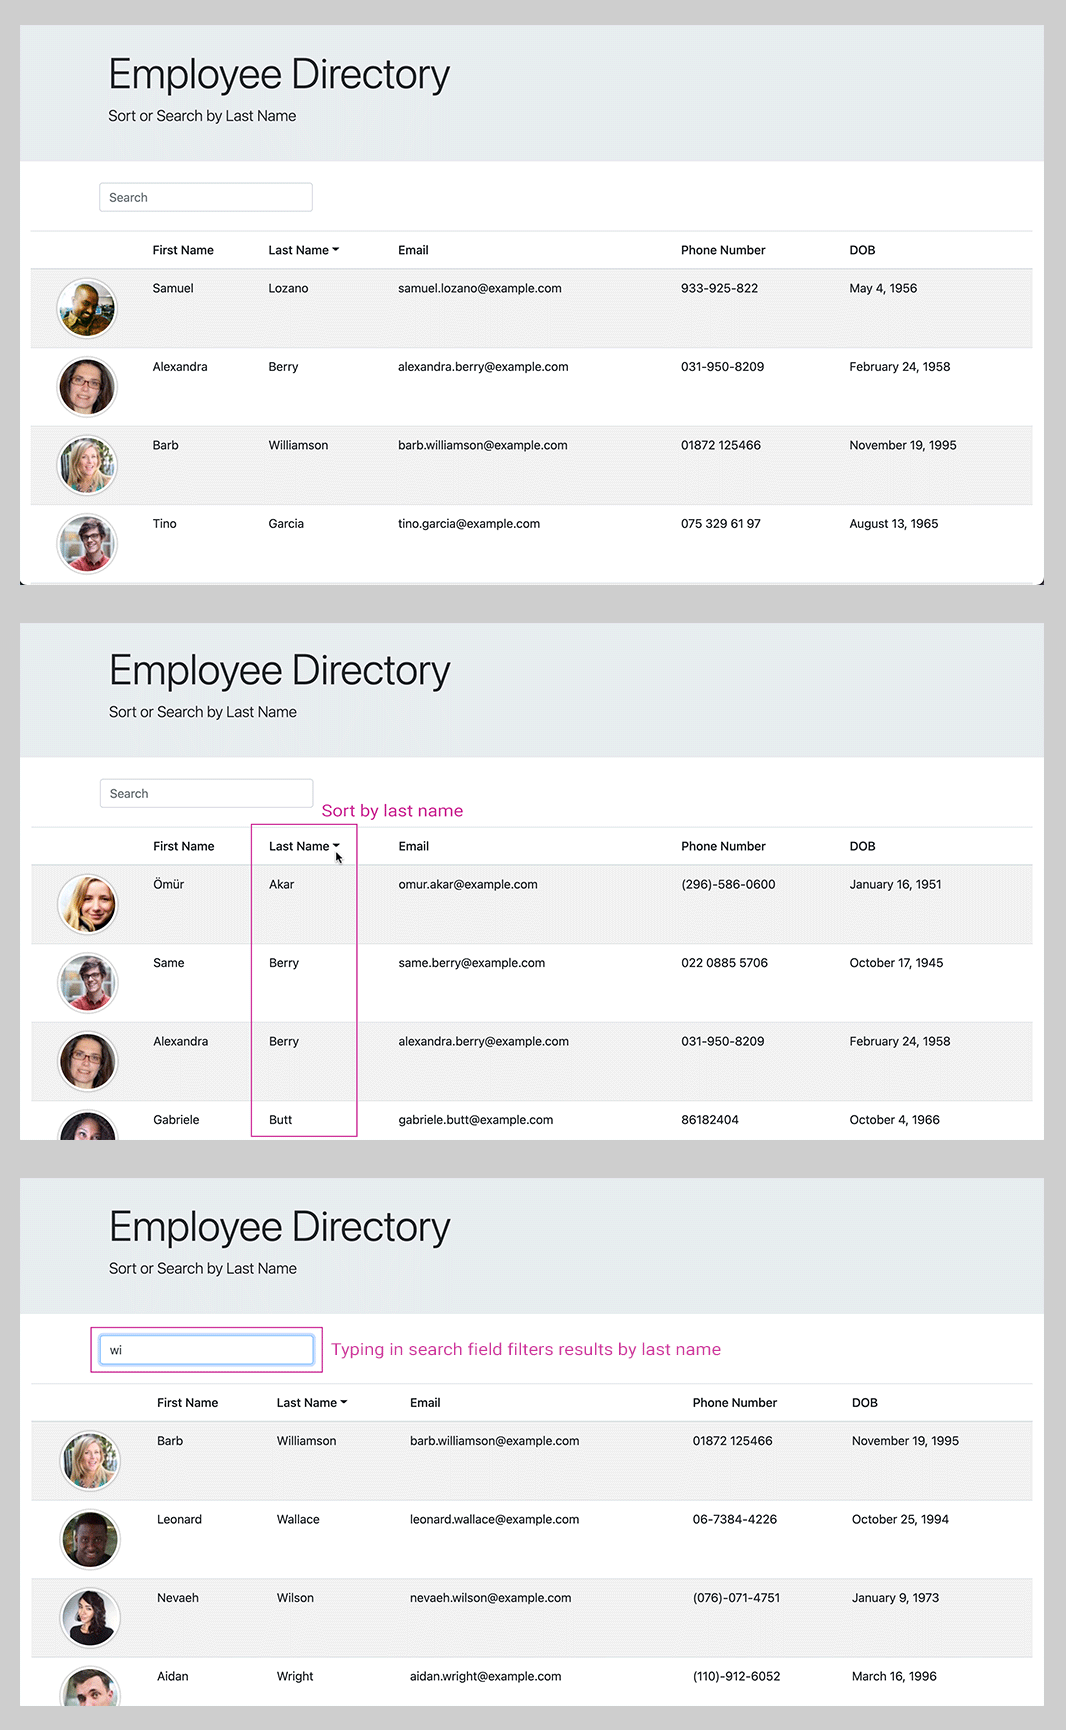 Employee Directory
Sort or Search by Last Name
Search
First Name Last Name Email Phone Number DOB
Samuel Lozano samuel.lozano@example.com 933-925-822 May 4, 1956
Alexandra Berry alexandra.berry@example.com 031-950-8209 February 24, 1958
Barb Williamson barb.williamson@example.com 01872 125466 November 19, 1995
Tino Garcia tino.garcia@example.com 075 329 61 97 August 13, 1965
Employee Directory
Sort or Search by Last Name
Search
Sort by last name
First Name Last Name Email Phone Number DOB
Ömür Akar omur.akar@example.com (296)-586-0600 January 16, 1951
Same Berry same.berry@example.com 022 0885 5706 October 17, 1945
Alexandra Berry alexandra.berry@example.com 031-950-8209 February 24, 1958
Gabriele Butt gabriele.butt@example.com 86182404 October 4, 1966
Employee Directory
Sort or Search by Last Name
wi
Typing in search field filters results by last name
First Name Last Name Email Phone Number DOB
Barb Williamson barb.williamson@example.com 01872 125466 November 19, 1995
Leonard Wallace leonard.wallace@example.com 06-7384-4226 October 25, 1994
Nevaeh Wilson nevaeh.wilson@example.com (076)-071-4751 January 9, 1973
Aidan Wright aidan.wright@example.com (110)-912-6052 March 16, 1996